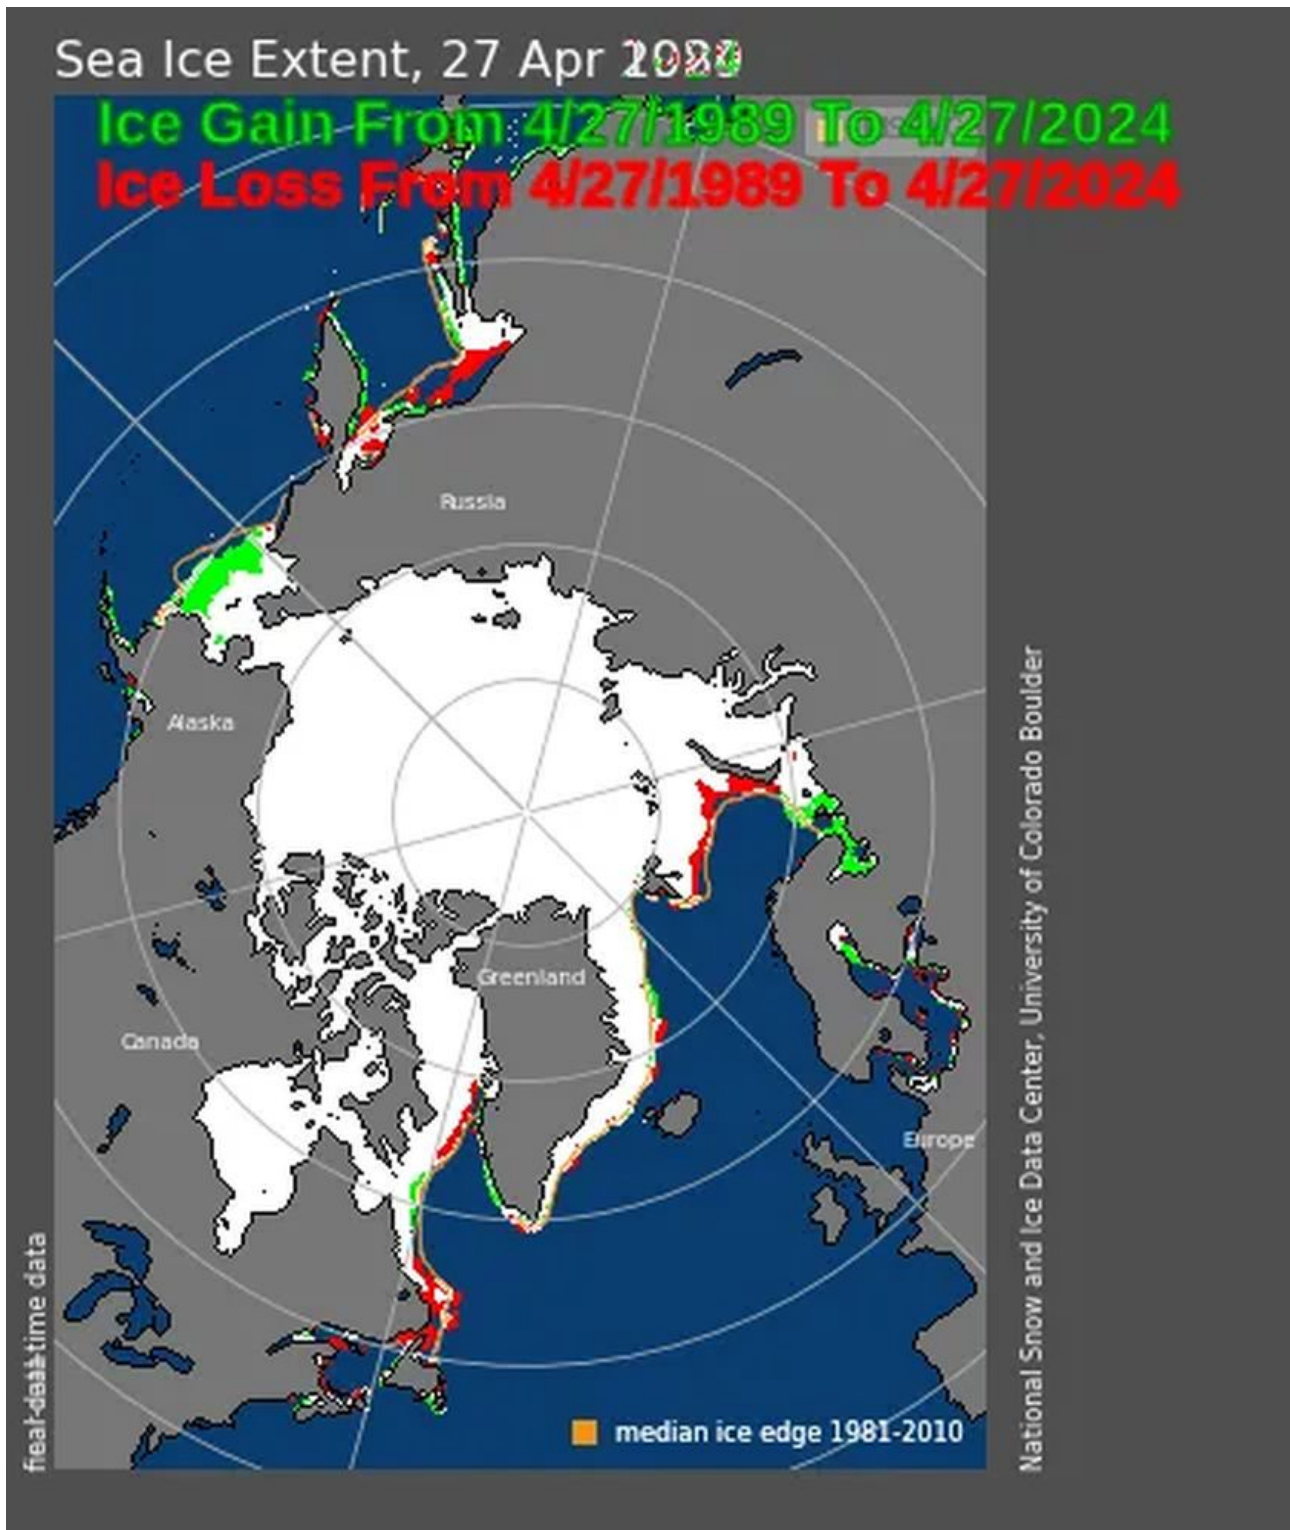 Sea Ice Extent, 27 Apr
Ice Gain From 4/27/1989 To 4/27/2024
Ice Loss From 4/27/1989 To 4/27/2024
Russia
Alaska
Greenland
Canada
Europe
median ice edge 1981-2010
National Snow and Ice Data Center, University of Colorado Boulder
time data